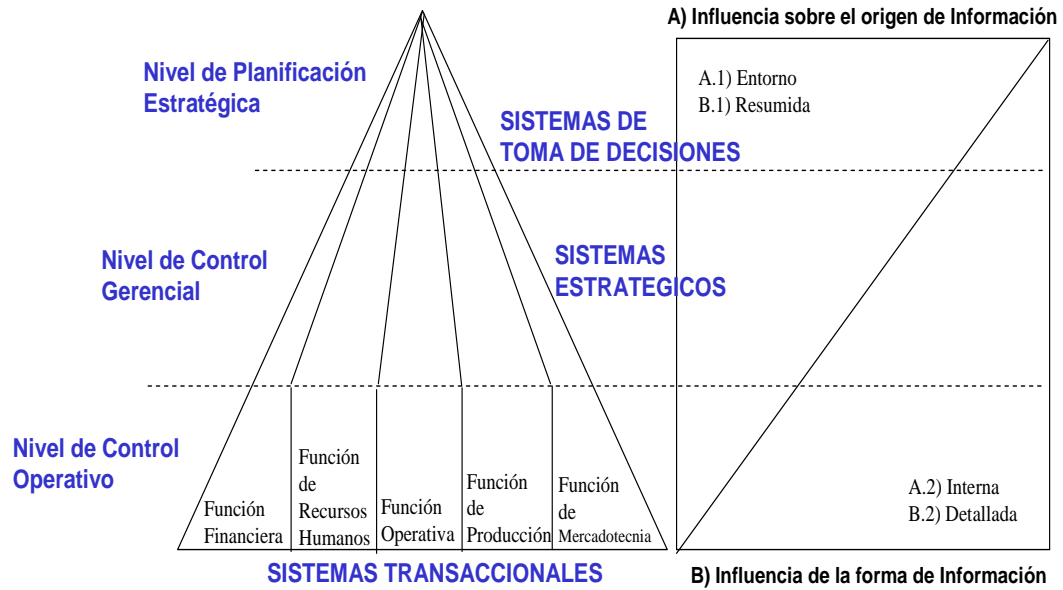 A) Influencia sobre el origen de Información
Nivel de Planificación
Estratégica
A.1) Entorno
B.1) Resumida
SISTEMAS DE
TOMA DE DECISIONES
Nivel de Control
Gerencial
SISTEMAS
ESTRATEGICOS
Nivel de Control
Operativo
Función
Financiera
Función
de
Recursos
Humanos
Función
Operativa
Función
de
Producción
Función
de
Mercadotecnia
A.2) Interna
B.2) Detallada
SISTEMAS TRANSACCIONALES
B) Influencia de la forma de Información